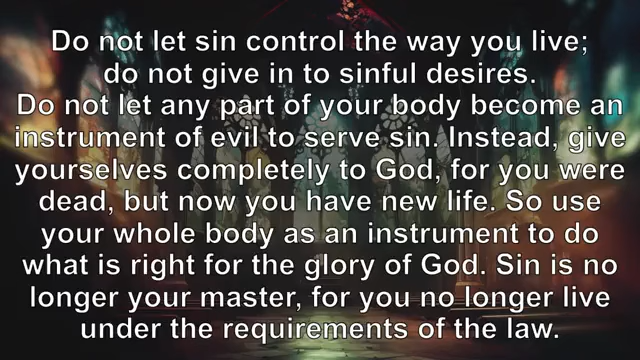 Do not let sin control the way you live;
do not give in to sinful desires.
Do not let any part of your body become an
instrument of evil to serve sin. Instead, give
yourselves completely to God, for you were
dead, but now you have new life. So use
your whole body as an instrument to do
what is right for the glory of God. Sin is no
longer your master, for you no longer live
under the requirements of the law.